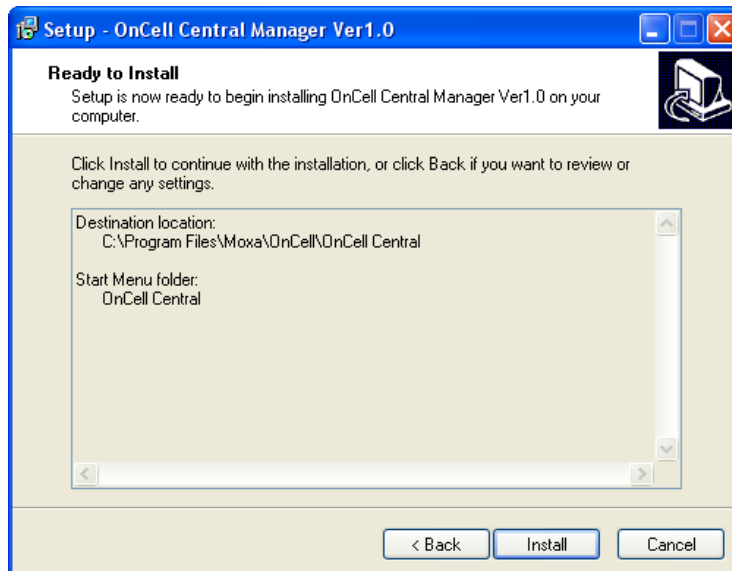 Setup - OnCell Central Manager Ver1.0
Ready to Install
Setup is now ready to begin installing OnCell Central Manager Ver1.0 on your
computer.
Click Install to continue with the installation, or click Back if you want to review or
change any settings.
Destination location:
C:\Program Files\Moxa\OnCell\OnCell Central
Start Menu folder:
OnCell Central
< Back Install Cancel